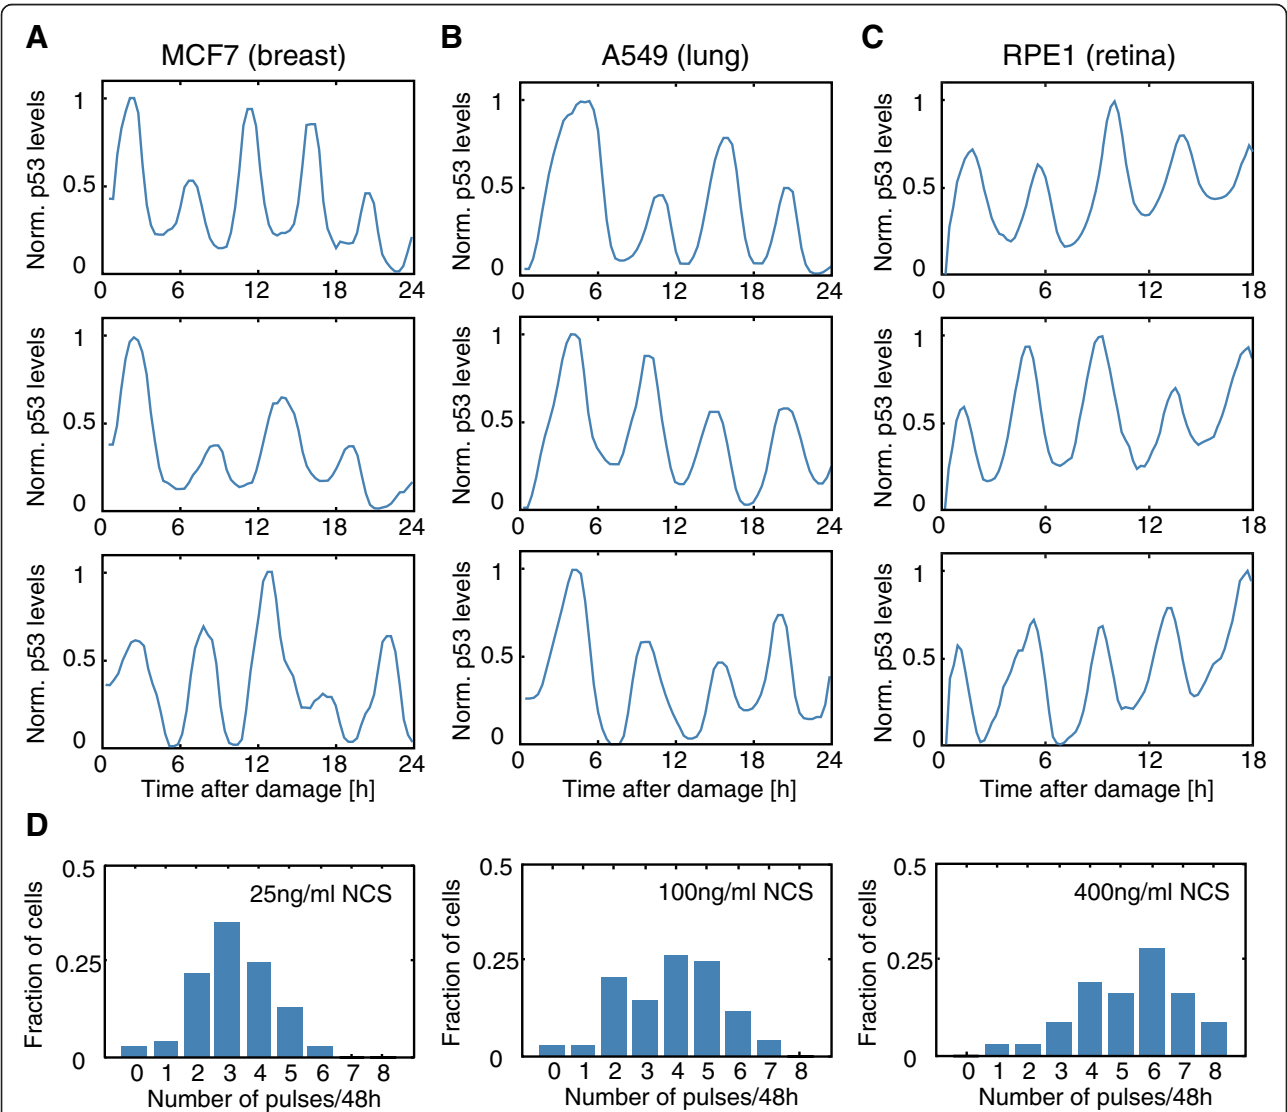 A
MCF7 (breast)
Norm. p53 levels
1
0.5
0
0 6 12 18 24
Norm. p53 levels
1
0.5
0
0 6 12 18 24
Norm. p53 levels
1
0.5
0
0 6 12 18 24
Time after damage [h]
B
A549 (lung)
Norm. p53 levels
1
0.5
0
0 6 12 18 24
Norm. p53 levels
1
0.5
0
0 6 12 18 24
Norm. p53 levels
1
0.5
0
0 6 12 18 24
Time after damage [h]
C
RPE1 (retina)
Norm. p53 levels
1
0.5
0
0 6 12 18
Norm. p53 levels
1
0.5
0
0 6 12 18
Norm. p53 levels
1
0.5
0
0 6 12 18
Time after damage [h]
D
Fraction of cells
0.5
0.25
0
25ng/ml NCS
0 1 2 3 4 5 6 7 8
Number of pulses/48h
Fraction of cells
0.5
0.25
0
100ng/ml NCS
0 1 2 3 4 5 6 7 8
Number of pulses/48h
Fraction of cells
0.5
0.25
0
400ng/ml NCS
0 1 2 3 4 5 6 7 8
Number of pulses/48h